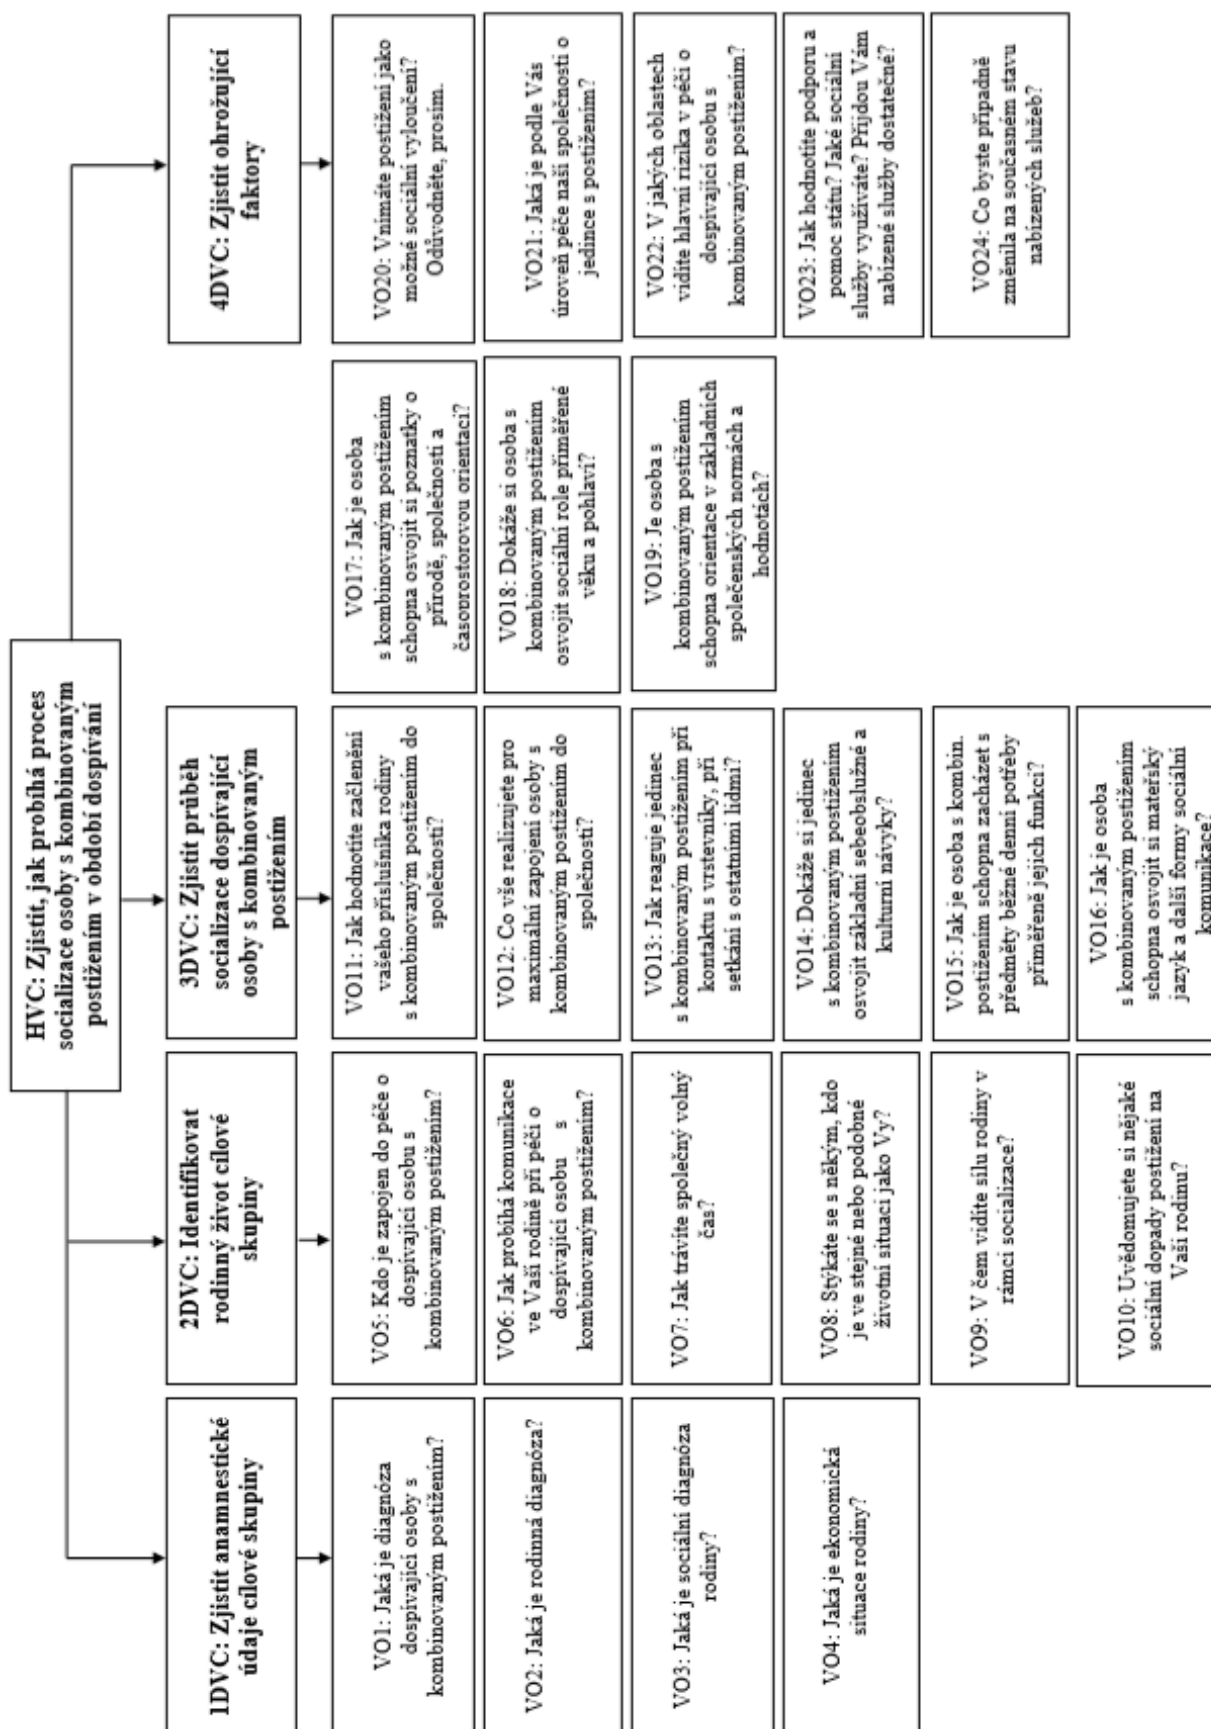 HVC: Zjistit, jak probíhá proces
socializace osoby s kombinovaným
postižením v období dospívání
1DVC: Zjistit anamnestické
údaje cílové skupiny
VO1: Jaká je diagnóza
dospívající osoby s
kombinovaným postižením?
VO2: Jaká je rodinná diagnóza?
VO3: Jaká je sociální diagnóza
rodiny?
VO4: Jaká je ekonomická
situace rodiny?
2DVC: Identifikovat
rodinný život cílové
skupiny
VO5: Kdo je zapojen do péče o
dospívající osobu s
kombinovaným postižením?
VO6: Jak probíhá komunikace
ve Vaší rodině při péči o
dospívající osobu s
kombinovaným postižením?
VO7: Jak trávíte společný volný
čas?
VO8: Stýkáte se s někým, kdo
je ve stejné nebo podobné
životní situaci jako Vy?
VO9: V čem vidíte sílu rodiny v
rámci socializace?
VO10: Uvědomujete si nějaké
sociální dopady postižení na
Vaši rodinu?
3DVC: Zjistit průběh
socializace dospívající
osoby s kombinovaným
postižením
VO11: Jak hodnotíte začlenění
vašeho příslušníka rodiny
s kombinovaným postižením do
společnosti?
VO12: Co vše realizujete pro
maximální zapojení osoby s
kombinovaným postižením do
společnosti?
VO13: Jak reaguje jedinec
s kombinovaným postižením při
kontaktu s vrstevníky, při
setkání s ostatními lidmi?
VO14: Dokáže si jedinec
s kombinovaným postižením
osvojit základní sebeobslužné a
kulturní návyky?
VO15: Jak je osoba s kombin.
postižením schopna zacházet s
předměty běžné denní potřeby
přiměřeně jejich funkci?
VO16: Jak je osoba
s kombinovaným postižením
schopna osvojit si mateřský
jazyk a další formy sociální
komunikace?
VO17: Jak je osoba
s kombinovaným postižením
schopna osvojit si poznatky o
přírodě, společnosti a
časoprostorovou orientaci?
VO18: Dokáže si osoba s
kombinovaným postižením
osvojit sociální role přiměřené
věku a pohlaví?
VO19: Je osoba s
kombinovaným postižením
schopna orientace v základních
společenských normách a
hodnotách?
4DVC: Zjistit ohrožující
faktory
VO20: Vnímáte postižení jako
možné sociální vyloučení?
Odůvodněte, prosím.
VO21: Jaká je podle Vás
úroveň péče naší společnosti o
jedince s postižením?
VO22: V jakých oblastech
vidíte hlavní rizika v péči o
dospívající osobu s
kombinovaným postižením?
VO23: Jak hodnotíte podporu a
pomoc státu? Jaké sociální
služby využíváte? Přijdou Vám
nabízené služby dostatečné?
VO24: Co byste případně
změnila na současném stavu
nabízených služeb?